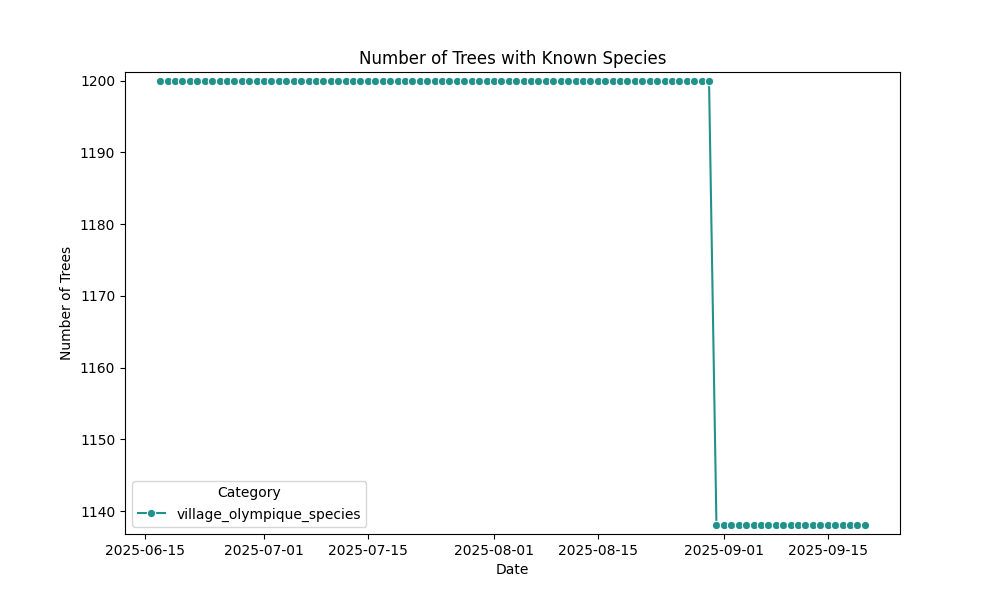 Number of Trees with Known Species
Number of Trees
1200
1190
1180
1170
1160
1150
1140
Category
village_olympique_species
2025-06-15 2025-07-01 2025-07-15 2025-08-01 2025-08-15 2025-09-01 2025-09-15
Date